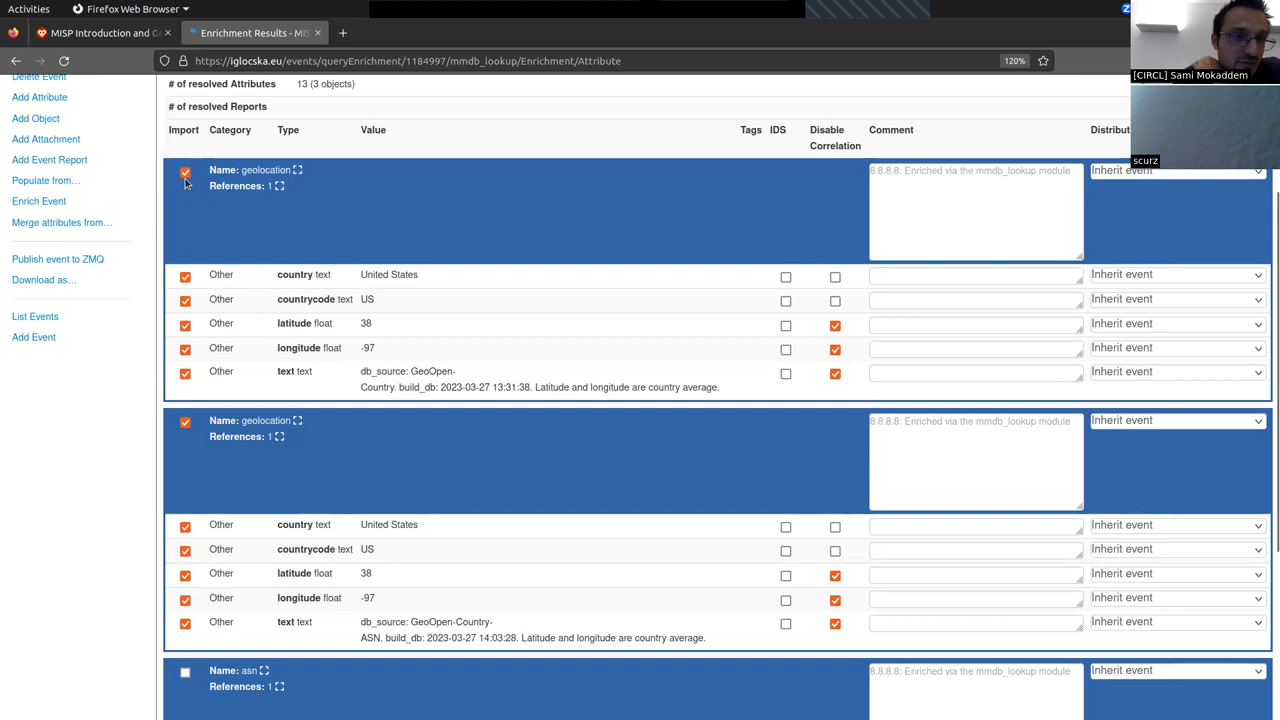 Activities Firefox Web Browser
MISP Introduction and G Enrichment Results - MIS
https://iglocska.eu/events/queryEnrichment/1184997/mmdb_lookup/Enrichment/Attribute 120%
[CIRCL] Sami Mokaddem
scurz
Delete Event
Add Attribute
Add Object
Add Attachment
Add Event Report
Populate from…
Enrich Event
Merge attributes from…
Publish event to ZMQ
Download as…
List Events
Add Event
# of resolved Attributes 13 (3 objects)
# of resolved Reports
Import Category Type Value Tags IDS Disable Correlation Comment Distribut
Name: geolocation 8.8.8.8: Enriched via the mmdb_lookup module Inherit event
References: 1
Other country text United States Inherit event
Other countrycode text US Inherit event
Other latitude float 38 Inherit event
Other longitude float -97 Inherit event
Other text text db_source: GeoOpen- Inherit event
Country. build_db: 2023-03-27 13:31:38. Latitude and longitude are country average.
Name: geolocation 8.8.8.8: Enriched via the mmdb_lookup module Inherit event
References: 1
Other country text United States Inherit event
Other countrycode text US Inherit event
Other latitude float 38 Inherit event
Other longitude float -97 Inherit event
Other text text db_source: GeoOpen-Country- Inherit event
ASN. build_db: 2023-03-27 14:03:28. Latitude and longitude are country average.
Name: asn 8.8.8.8: Enriched via the mmdb_lookup module Inherit event
References: 1